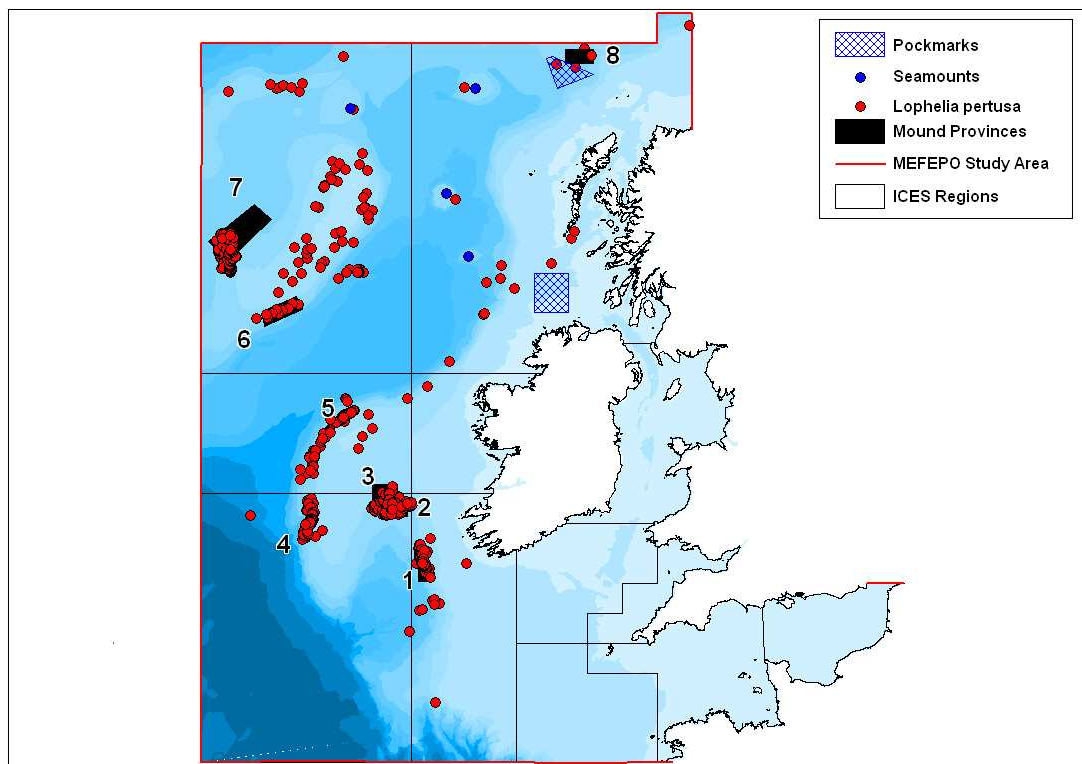 8
Pockmarks
Seamounts
Lophelia pertusa
Mound Provinces
MEFEPO Study Area
ICES Regions
7
6
5
3
2
4
1